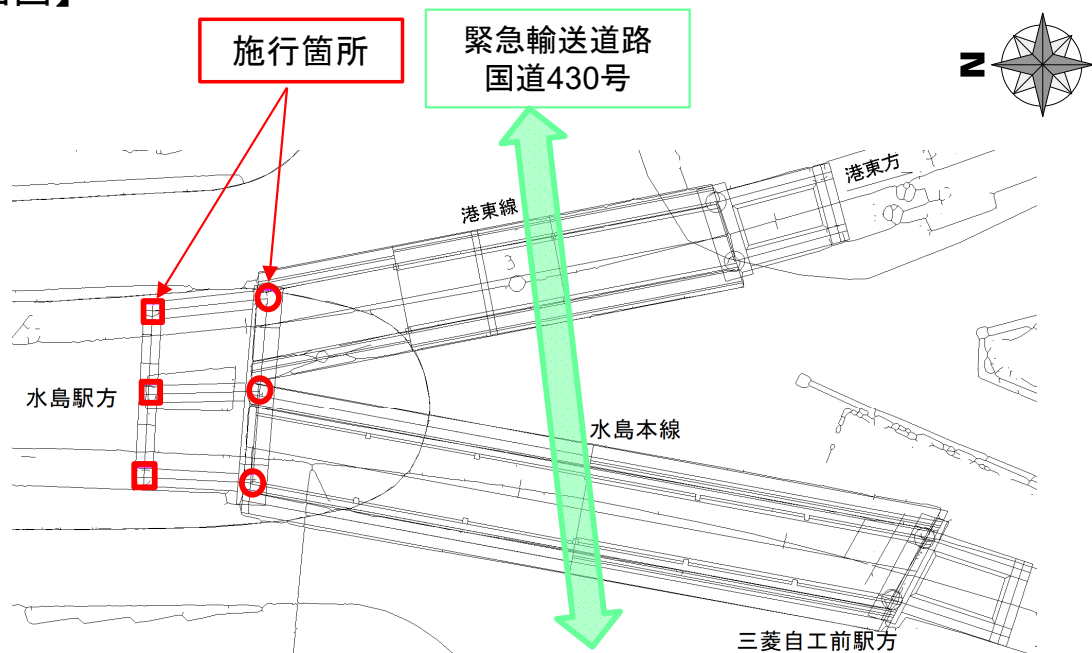 施行箇所
緊急輸送道路
国道430号
N
港東方
港東線
水島駅方
水島本線
三菱自工前駅方